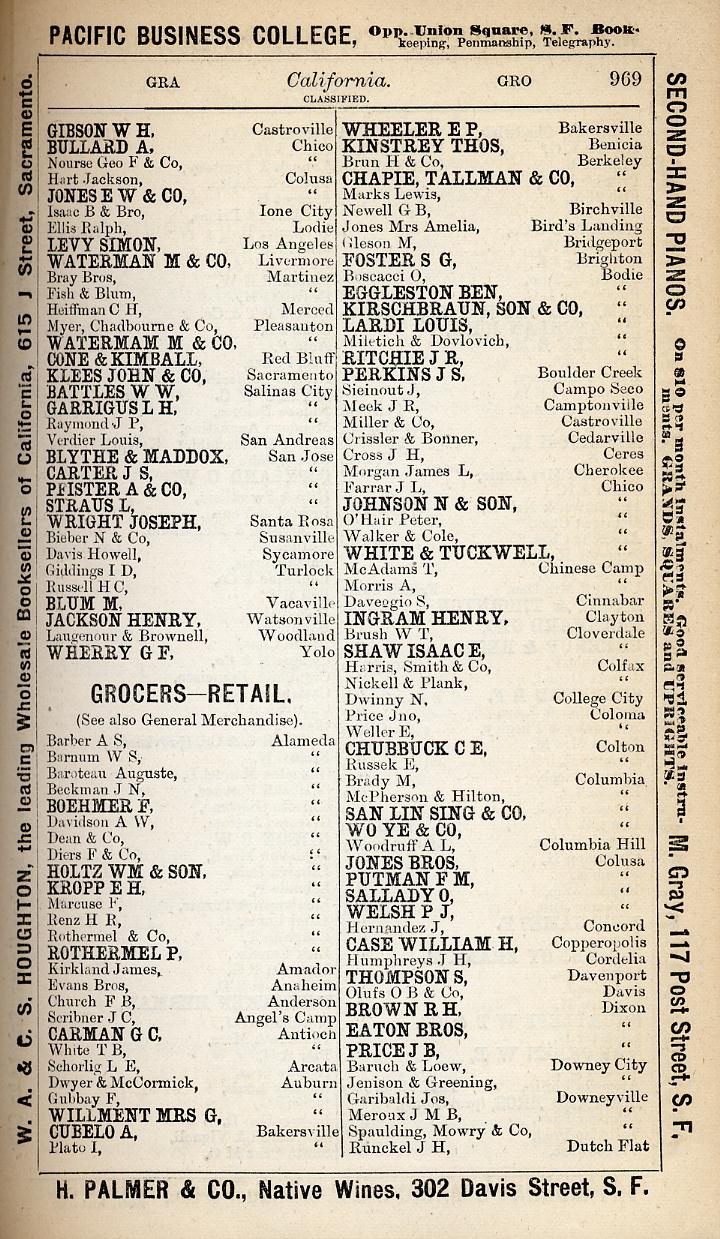 PACIFIC BUSINESS COLLEGE, Opp. Union Square, S. F. Book-
keeping, Penmanship, Telegraphy.
GRA California. GRO 969
CLASSIFIED.
GIBSON W H, Castroville
BULLARD A, Chico
Nourse Geo F & Co, “
Hart Jackson, Colusa
JONES E W & CO, “
Isaac B & Bro, Ione City
Ellis Ralph, Lodie
LEVY SIMON, Los Angeles
WATERMAN M & CO, Livermore
Bray Bros, Martinez
Fish & Blum, “
Heiffman C H, Merced
Myer, Chadbourne & Co, Pleasanton
WATERMAM M & CO, “
CONE & KIMBALL, Red Bluff
KLEES JOHN & CO, Sacramento
BATTLES W W, Salinas City
GARRIGUS L H, “
Raymond J P, “
Verdier Louis, San Andreas
BLYTHE & MADDOX, San Jose
CARTER J S, “
PFISTER A & CO, “
STRAUS L, “
WRIGHT JOSEPH, Santa Rosa
Bieber N & Co, Susanville
Davis Howell, Sycamore
Giddings I D, Turlock
Russell H C, “
BLUM M, Vacaville
JACKSON HENRY, Watsonville
Laugenour & Brownell, Woodland
WHERRY G F, Yolo
GROCERS—RETAIL.
(See also General Merchandise).
Barber A S, Alameda
Barnum W S, “
Baroteau Auguste, “
Beckman J N, “
BOEHMER F, “
Davidson A W, “
Dean & Co, “
Diers F & Co, “
HOLTZ WM & SON, “
KROPP E H, “
Marcuse F, “
Renz H R, “
Rothermel & Co, “
ROTHERMEL P, “
Kirkland James, Amador
Evans Bros, Anaheim
Church F B, Anderson
Scribner J C, Angel's Camp
CARMAN G C, Antioch
White T B, “
Schorlig L E, Arcata
Dwyer & McCormick, Auburn
Gubbay F, “
WILLMENT MRS G, “
CUBELO A, Bakersville
Plato I, “
WHEELER E P, Bakersville
KINSTREY THOS, Benicia
Brun H & Co, Berkeley
CHAPIE, TALLMAN & CO, “
Marks Lewis, “
Newell G B, Birchville
Jones Mrs Amelia, Bird's Landing
Gleson M, Bridgeport
FOSTER S G, Brighton
Boscacci O, Bodie
EGGLESTON BEN, “
KIRSCHBRAUN, SON & CO, “
LARDI LOUIS, “
Miletich & Dovlovich, “
RITCHIE J R, “
PERKINS J S, Boulder Creek
Sieinout J, Campo Seco
Meek J R, Camptonville
Miller & Co, Castroville
Crissler & Bonner, Cedarville
Cross J H, Ceres
Morgan James L, Cherokee
Farrar J L, Chico
JOHNSON N & SON, “
O'Hair Peter, “
Walker & Cole, “
WHITE & TUCKWELL, “
McAdams T, Chinese Camp
Morris A, “
Daveggio S, Cinnabar
INGRAM HENRY, Clayton
Brush W T, Cloverdale
SHAW ISAAC E, “
Harris, Smith & Co, Colfax
Nickell & Plank, “
Dwinny N, College City
Price Jno, Coloma
Weller E, “
CHUBBUCK C E, Colton
Russek E, “
Brady M, Columbia
McPherson & Hilton, “
SAN LIN SING & CO, “
WO YE & CO, “
Woodruff A L, Columbia Hill
JONES BROS, Colusa
PUTMAN F M, “
SALLADY O, “
WELSH P J, “
Hernandez J, Concord
CASE WILLIAM H, Copperopolis
Humphreys J H, Cordelia
THOMPSON S, Davenport
Olufs O B & Co, Davis
BROWN R H, Dixon
EATON BROS, “
PRICE J B, “
Baruch & Loew, Downey City
Jenison & Greening, “
Garibaldi Jos, Downeyville
Meroux J M B, “
Spaulding, Mowry & Co, “
Runckel J H, Dutch Flat
W. A. & C. S. HOUGHTON, the leading Wholesale Booksellers of California, 615 J Street, Sacramento.
SECOND-HAND PIANOS. On $10 per month instalments. Good serviceable instru-
ments. GRANDS, SQUARES and UPRIGHTS. M. Gray, 117 Post Street, S. F.
H. PALMER & CO., Native Wines. 302 Davis Street, S. F.